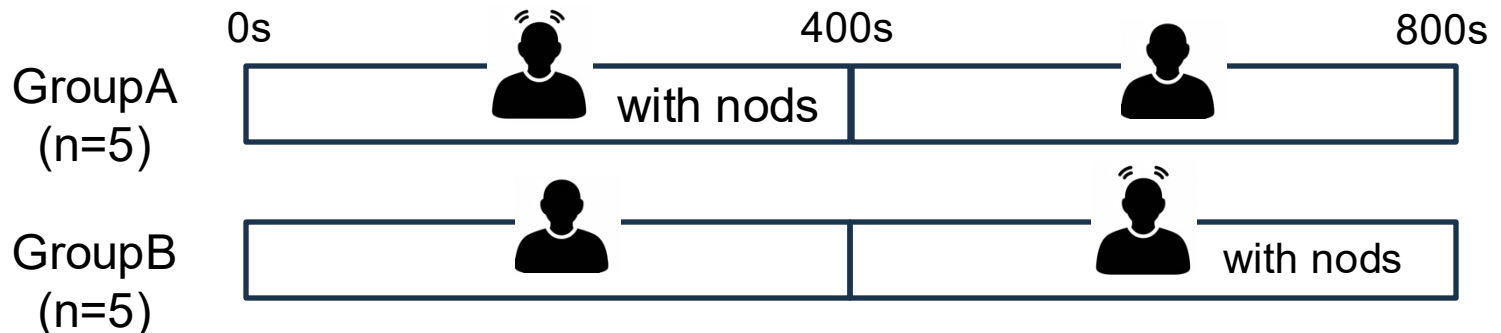 0s 400s 800s
GroupA
(n=5)
with nods
GroupB
(n=5)
with nods